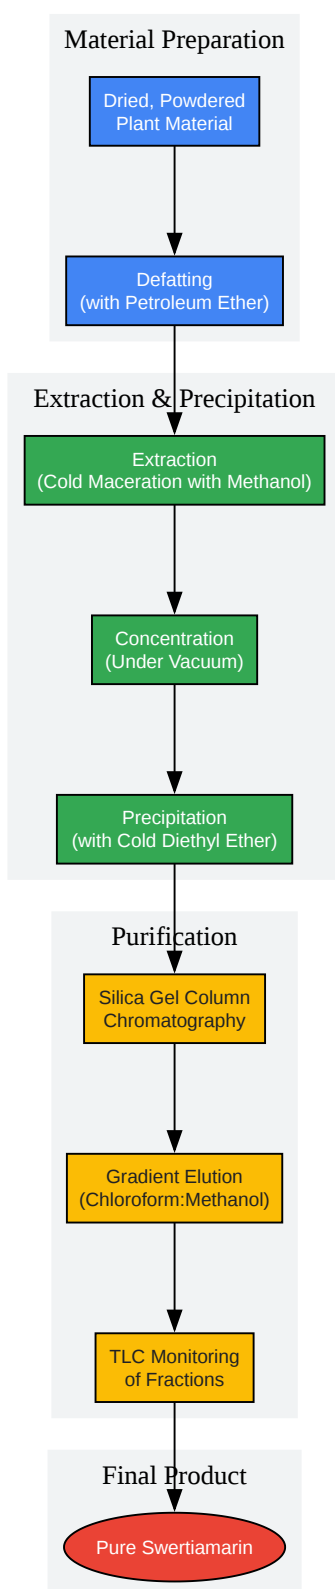 Material Preparation
Dried, Powdered
Plant Material
Defatting
(with Petroleum Ether)
Extraction & Precipitation
Extraction
(Cold Maceration with Methanol)
Concentration
(Under Vacuum)
Precipitation
(with Cold Diethyl Ether)
Purification
Silica Gel Column
Chromatography
Gradient Elution
(Chloroform:Methanol)
TLC Monitoring
of Fractions
Final Product
Pure Swertiamarin